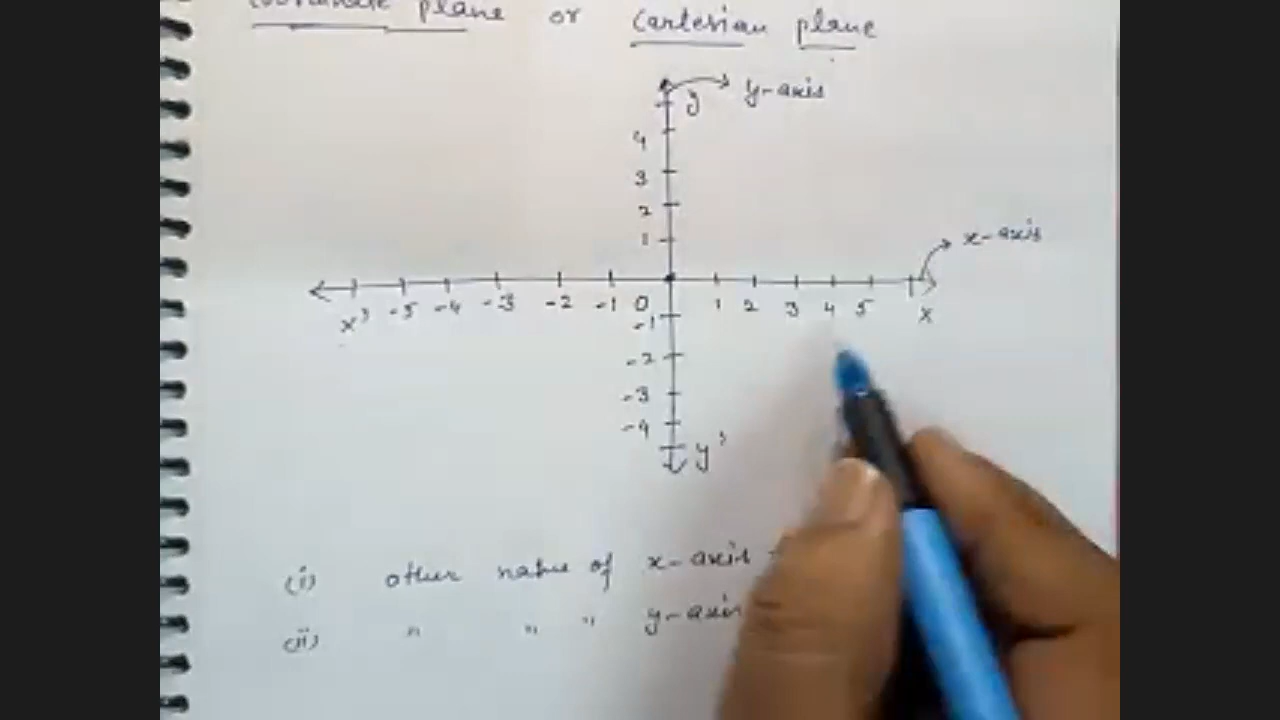 coordinate plane or cartesian plane
y y-axis
4
3
2
1
x-axis
x' -5 -4 -3 -2 -1 0 1 2 3 4 5 x
-1
-2
-3
-4
y'
(i) other name of x-axis
(ii) " " " y-axis